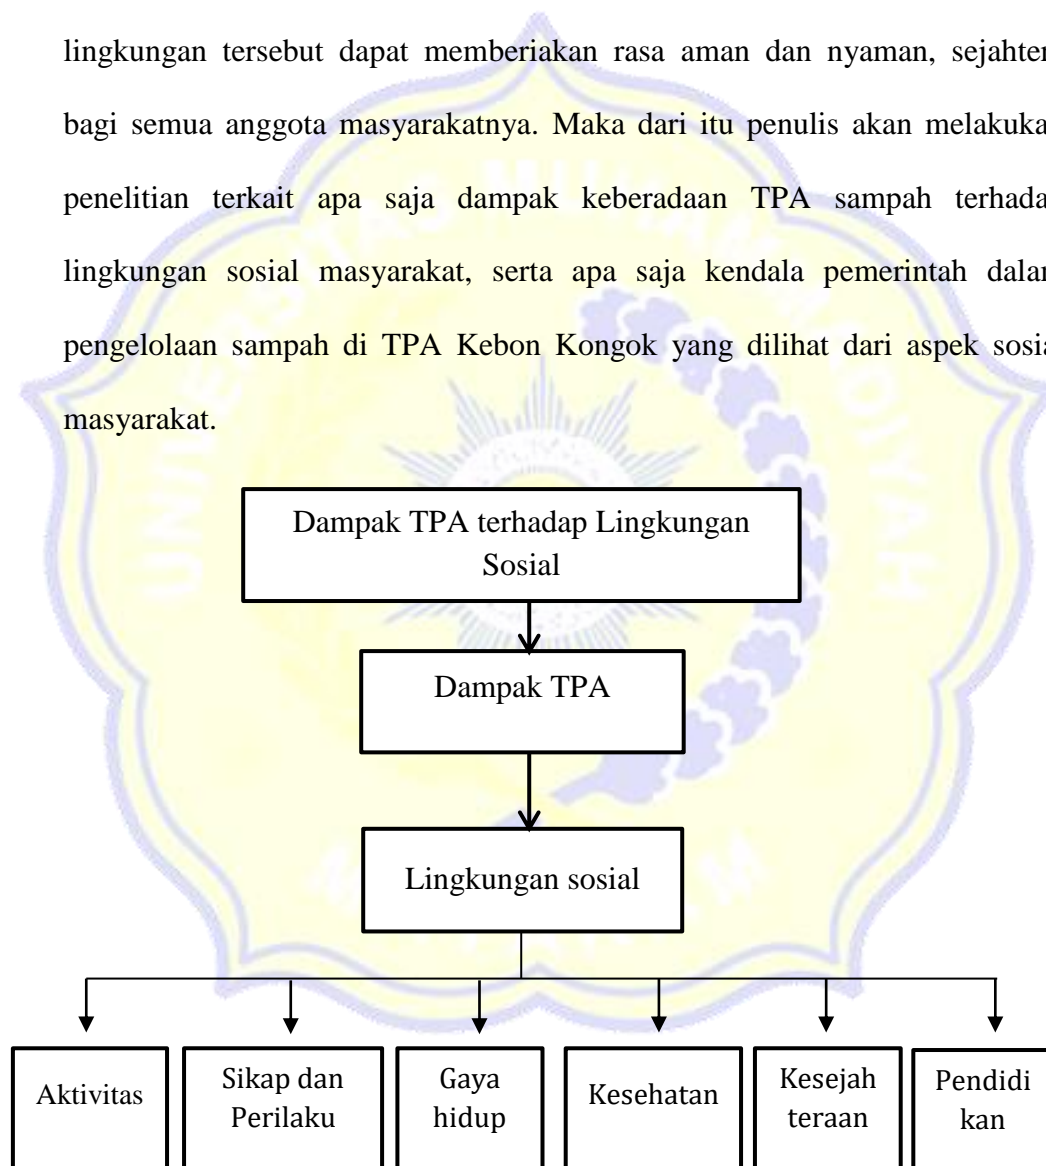 lingkungan tersebut dapat memberiakan rasa aman dan nyaman, sejahter
bagi semua anggota masyarakatnya. Maka dari itu penulis akan melakuka
penelitian terkait apa saja dampak keberadaan TPA sampah terhada
lingkungan sosial masyarakat, serta apa saja kendala pemerintah dalam
pengelolaan sampah di TPA Kebon Kongok yang dilihat dari aspek sosia
masyarakat.
UNIVERSITAS MUHAMMADIYAH
MATARAM
Dampak TPA terhadap Lingkungan
Sosial
Dampak TPA
Lingkungan sosial
Aktivitas
Sikap dan
Perilaku
Gaya
hidup
Kesehatan
Kesejah
teraan
Pendidi
kan